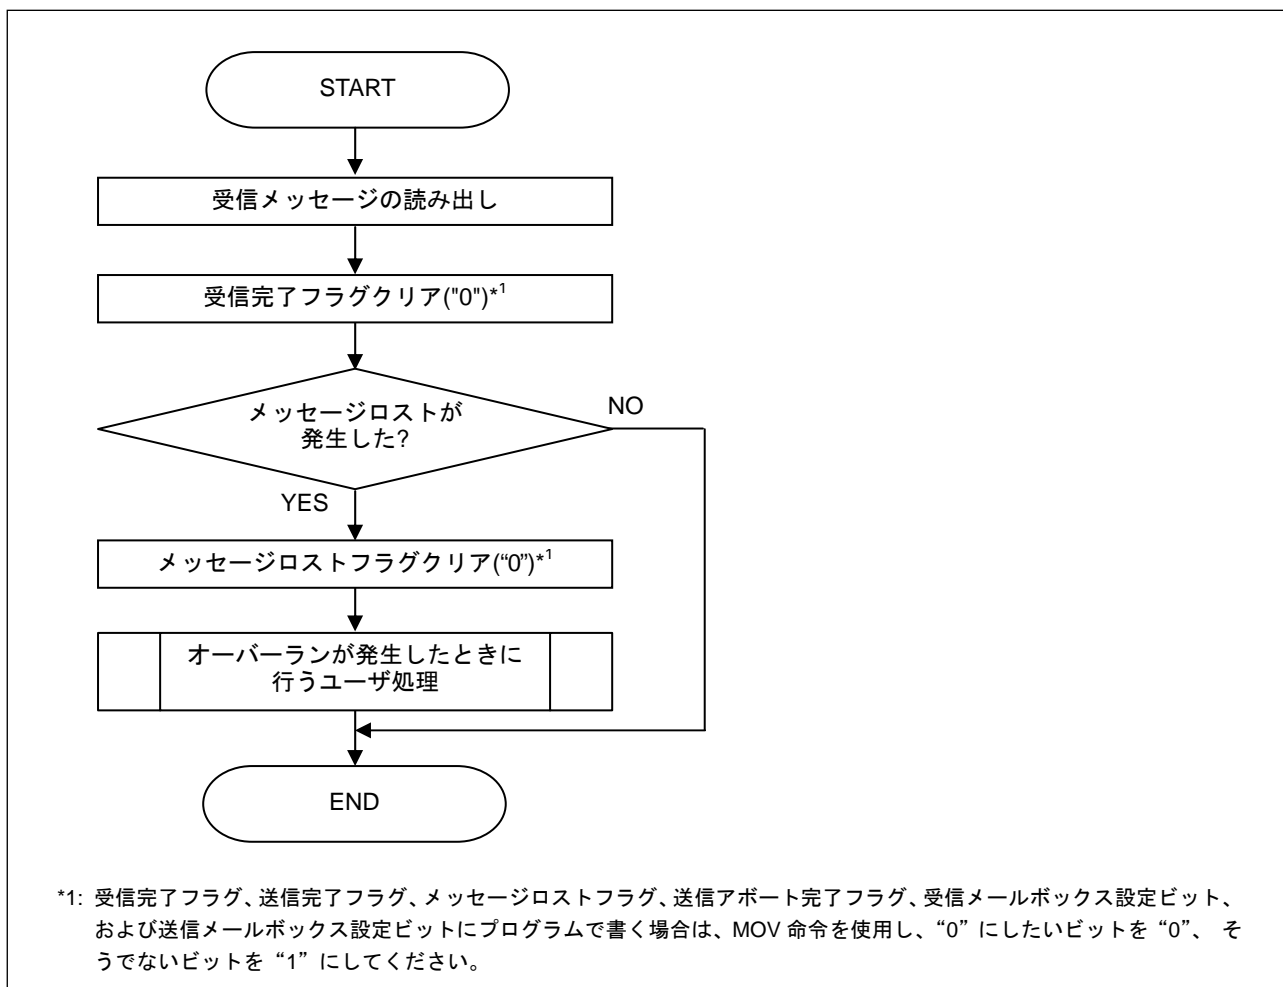 START
受信メッセージの読み出し
受信完了フラグクリア("0")*1
メッセージロストが
発生した?
NO
YES
メッセージロストフラグクリア(“0”)*1
オーバーランが発生したときに
行うユーザ処理
END
*1: 受信完了フラグ、送信完了フラグ、メッセージロストフラグ、送信アボート完了フラグ、受信メールボックス設定ビット、
および送信メールボックス設定ビットにプログラムで書く場合は、MOV 命令を使用し、“0” にしたいビットを “0”、 そ
うでないビットを “1” にしてください。